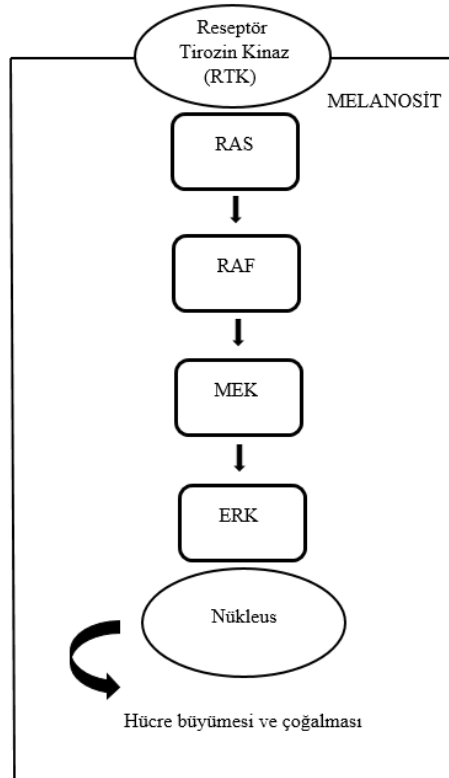 Reseptör
Tirozin Kinaz
(RTK)
MELANOSİT
RAS
RAF
MEK
ERK
Nükleus
Hücre büyümesi ve çoğalması